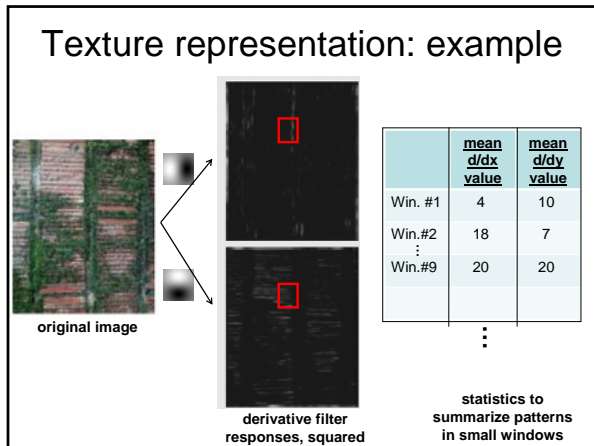 Texture representation: example
original image
derivative filter
responses, squared
mean
d/dx
value
mean
d/dy
value
Win. #1 4 10
Win.#2 18 7
⋮
Win.#9 20 20
⋮
statistics to
summarize patterns
in small windows